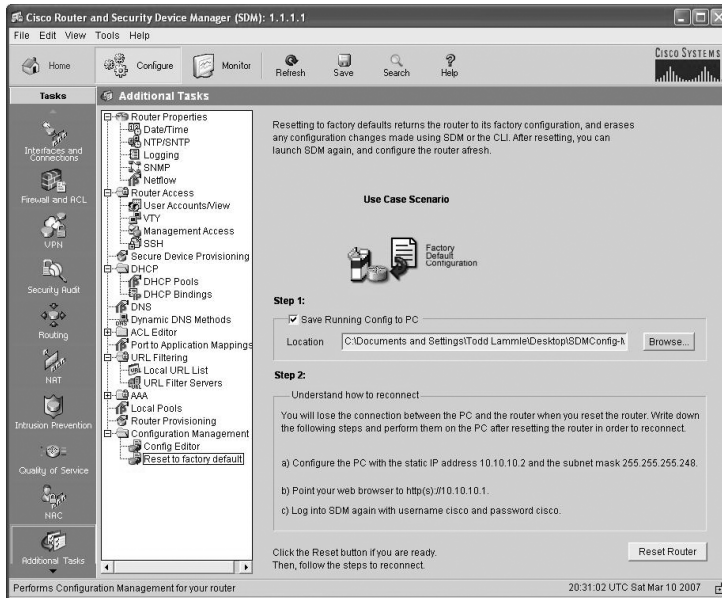 Cisco Router and Security Device Manager (SDM): 1.1.1.1
File Edit View Tools Help
Home
Configure
Monitor
Refresh
Save
Search
Help
CISCO SYSTEMS
Tasks
Additional Tasks
Interfaces and Connections
Firewall and ACL
VPN
Security Audit
Routing
NAT
Intrusion Prevention
Quality of Service
NAC
Additional Tasks
Router Properties
Date/Time
NTP/SNTP
Logging
SNMP
Netflow
Router Access
User Accounts/View
VTY
Management Access
SSH
Secure Device Provisioning
DHCP
DHCP Pools
DHCP Bindings
DNS
Dynamic DNS Methods
ACL Editor
Port to Application Mappings
URL Filtering
Local URL List
URL Filter Servers
AAA
Local Pools
Router Provisioning
Configuration Management
Config Editor
Reset to factory default
Resetting to factory defaults returns the router to its factory configuration, and erases
any configuration changes made using SDM or the CLI. After resetting, you can
launch SDM again, and configure the router afresh.
Use Case Scenario
Factory
Default
Configuration
Step 1:
Save Running Config to PC
Location
C:\Documents and Settings\Todd Lammle\Desktop\SDMConfig-N
Browse...
Step 2:
Understand how to reconnect
You will lose the connection between the PC and the router when you reset the router. Write down
the following steps and perform them on the PC after resetting the router in order to reconnect.
a) Configure the PC with the static IP address 10.10.10.2 and the subnet mask 255.255.255.248.
b) Point your web browser to http(s)://10.10.10.1.
c) Log into SDM again with username cisco and password cisco.
Click the Reset button if you are ready.
Then, follow the steps to reconnect.
Reset Router
Performs Configuration Management for your router
20:31:02 UTC Sat Mar 10 2007